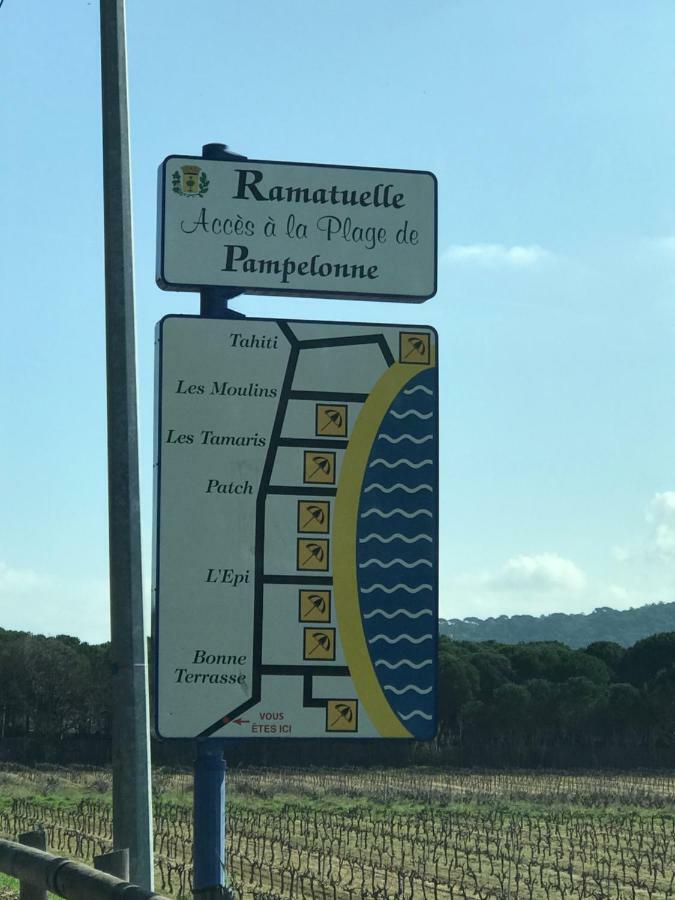 Ramatuelle
Accès à la Plage de
Pampelonne
Tahiti
Les Moulins
Les Tamaris
Patch
L'Epi
Bonne
Terrasse
VOUS
ÊTES ICI